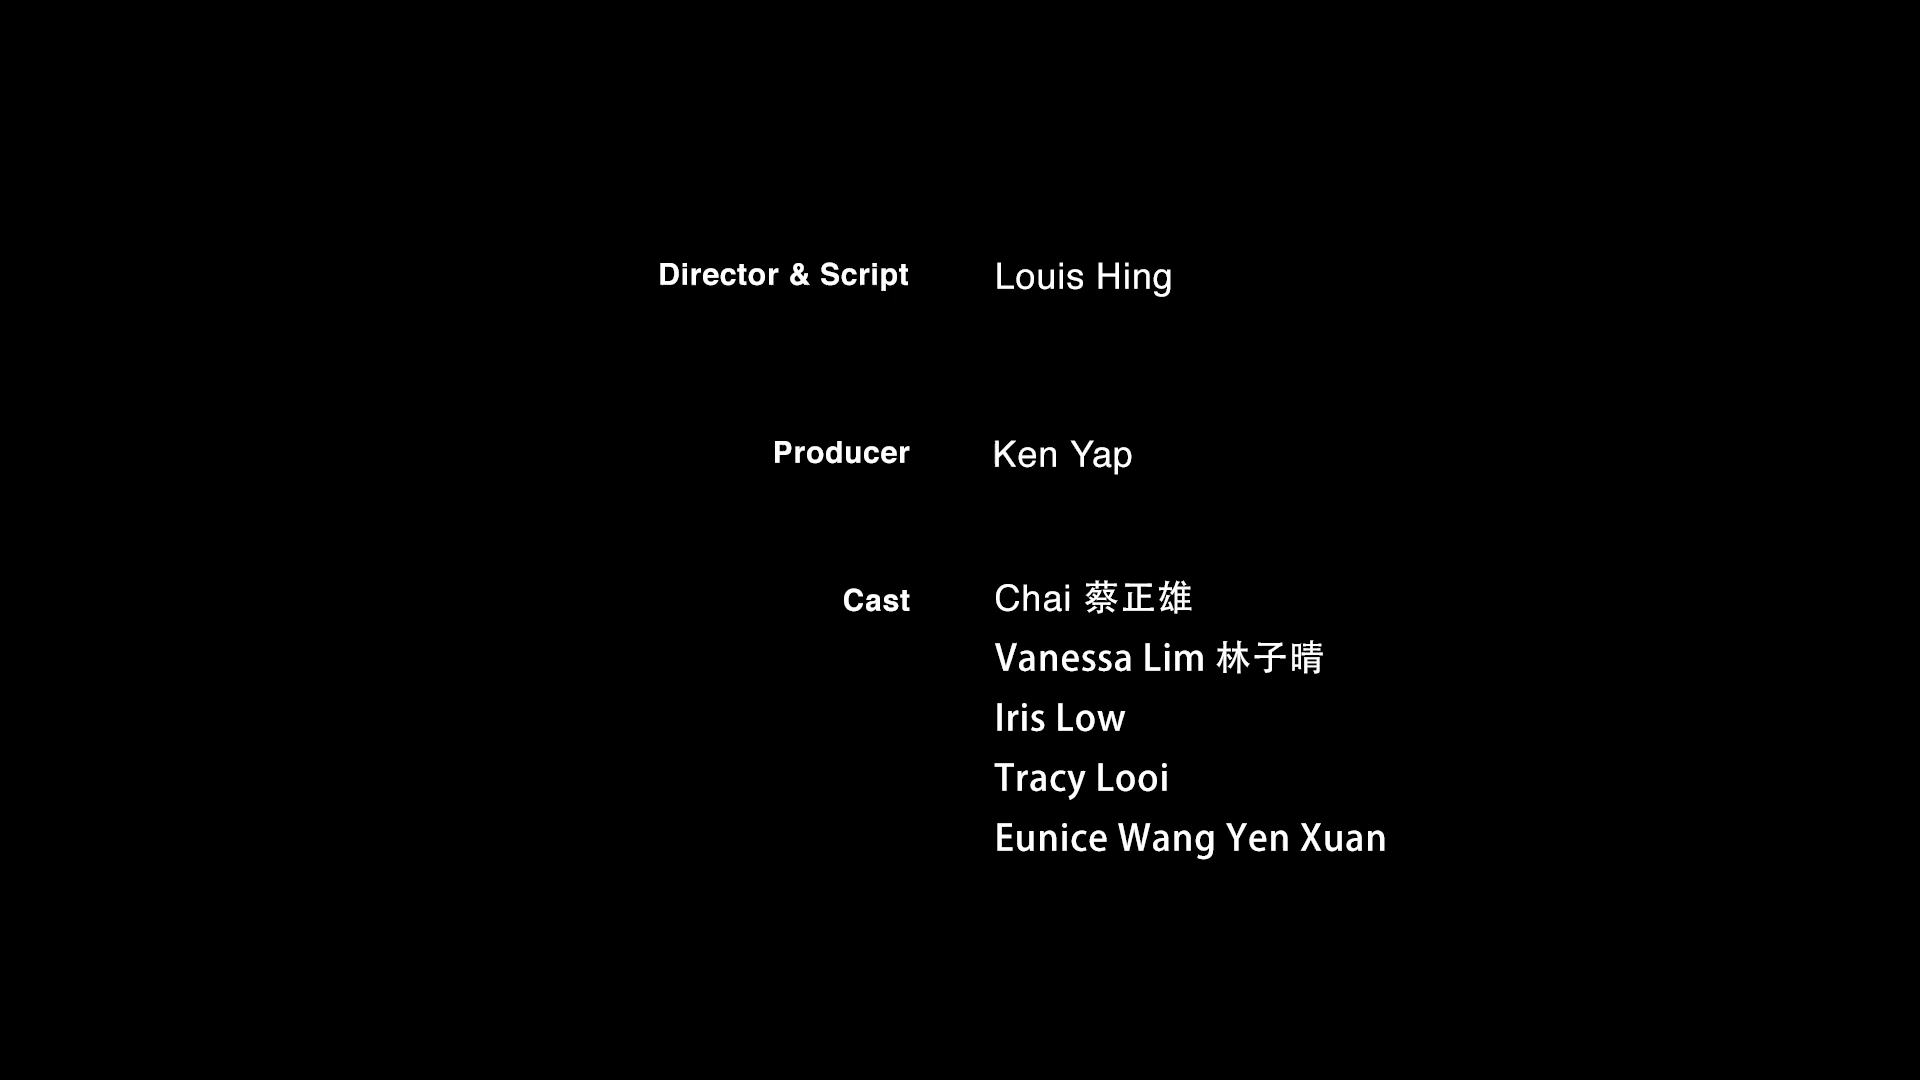 Director & Script Louis Hing
Producer Ken Yap
Cast Chai 蔡正雄
Vanessa Lim 林子晴
Iris Low
Tracy Looi
Eunice Wang Yen Xuan